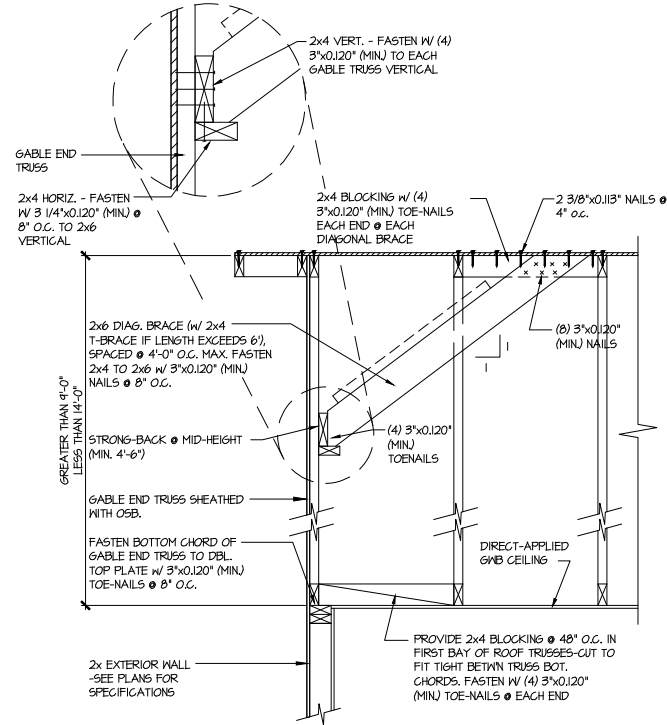 2x4 VERT. - FASTEN W/ (4)
3"x0.120" (MIN.) TO EACH
GABLE TRUSS VERTICAL
GABLE END
TRUSS
2x4 HORIZ. - FASTEN
W/ 3 1/4"x0.120" (MIN.) @
8" O.C. TO 2x6
VERTICAL
2x4 BLOCKING w/ (4)
3"x0.120" (MIN.) TOE-NAILS
EACH END @ EACH
DIAGONAL BRACE
2 3/8"x0.113" NAILS @
4" o.c.
2x6 DIAG. BRACE (w/ 2x4
T-BRACE IF LENGTH EXCEEDS 6'),
SPACED @ 4'-0" O.C. MAX. FASTEN
2x4 TO 2x6 w/ 3"x0.120" (MIN.)
NAILS @ 8" O.C.
(8) 3"x0.120"
(MIN.) NAILS
1
1
GREATER THAN 9'-0"
LESS THAN 14'-0"
STRONG-BACK @ MID-HEIGHT
(MIN. 4'-6")
(4) 3"x0.120"
(MIN.)
TOENAILS
GABLE END TRUSS SHEATHED
WITH OSB.
FASTEN BOTTOM CHORD OF
GABLE END TRUSS TO DBL.
TOP PLATE w/ 3"x0.120" (MIN.)
TOE-NAILS @ 8" O.C.
DIRECT-APPLIED
GWB CEILING
2x EXTERIOR WALL
-SEE PLANS FOR
SPECIFICATIONS
PROVIDE 2x4 BLOCKING @ 48" O.C. IN
FIRST BAY OF ROOF TRUSSES-CUT TO
FIT TIGHT BETW'N TRUSS BOT.
CHORDS. FASTEN W/ (4) 3"x0.120"
(MIN.) TOE-NAILS @ EACH END